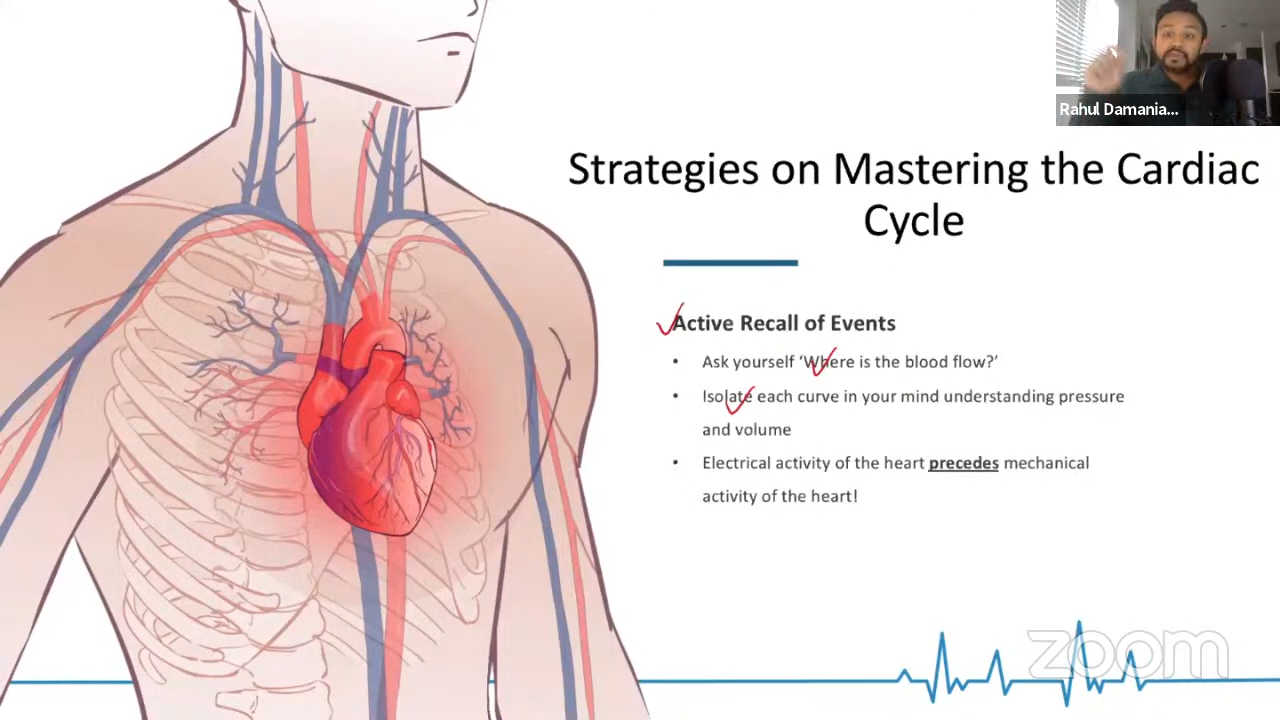 Rahul Damania...
Strategies on Mastering the Cardiac
Cycle
Active Recall of Events
• Ask yourself ‘Where is the blood flow?’
• Isolate each curve in your mind understanding pressure
and volume
• Electrical activity of the heart precedes mechanical
activity of the heart!
zoom